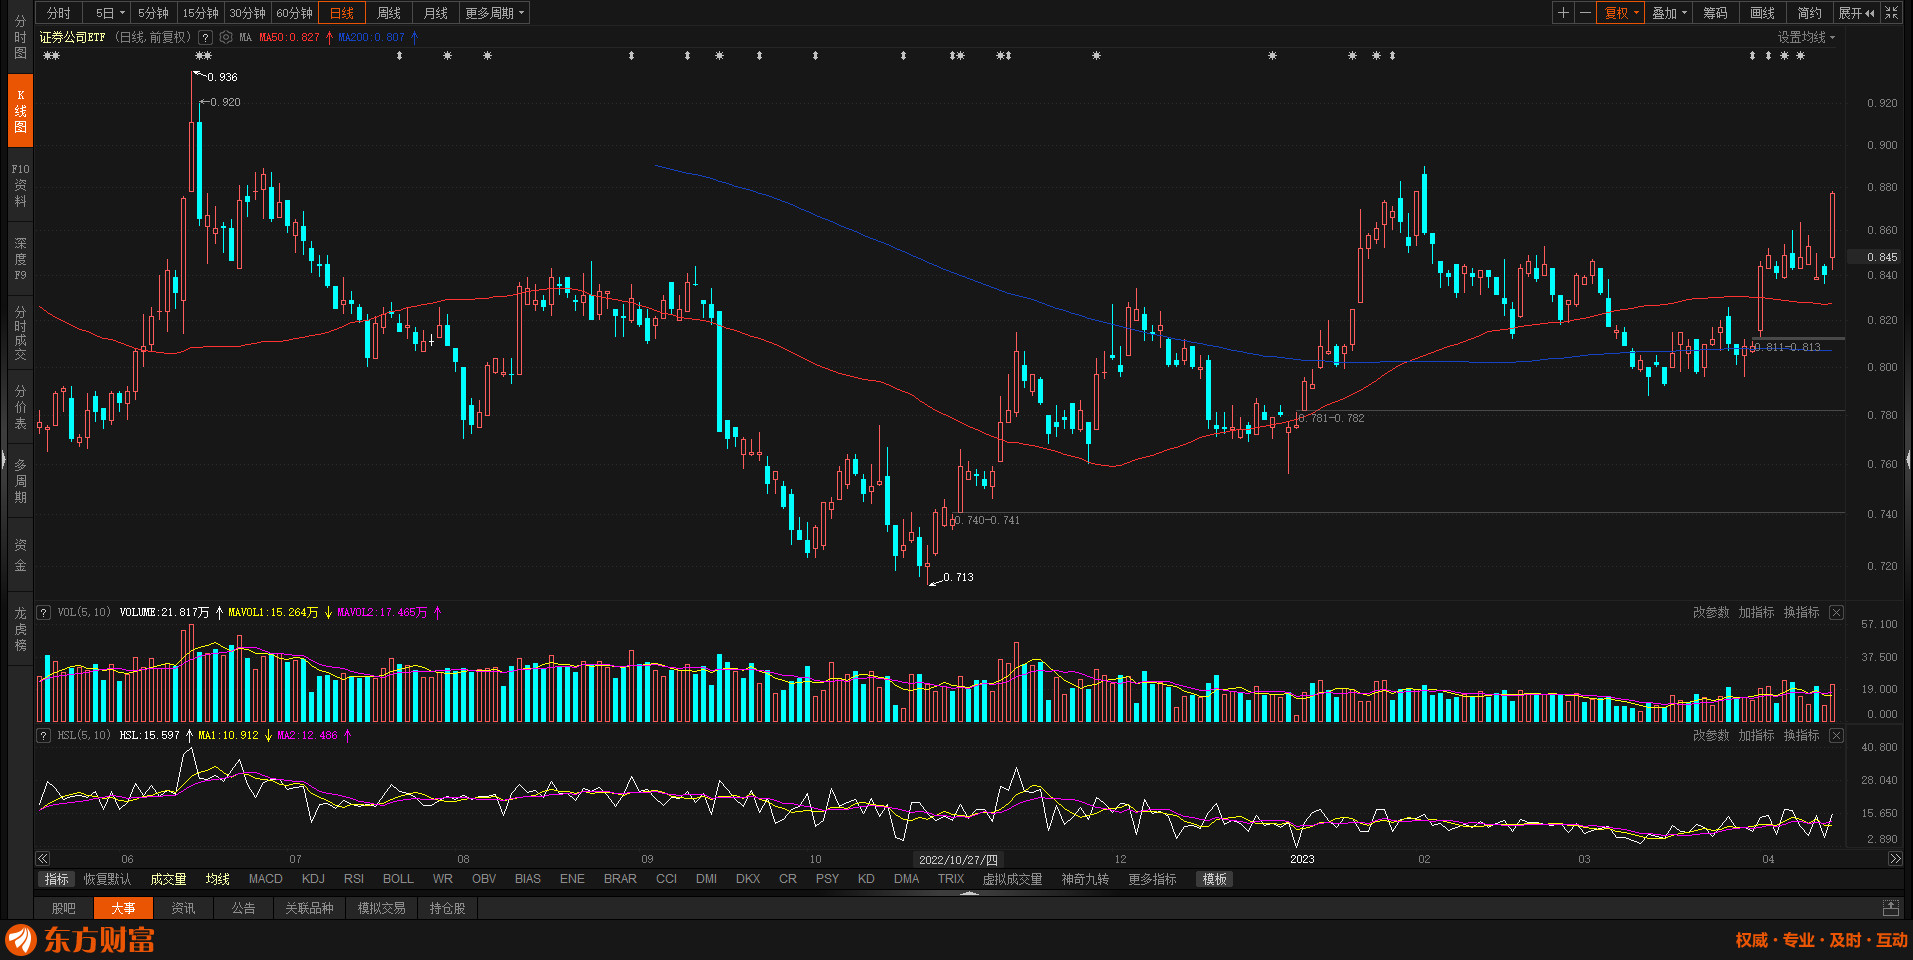 分时 5日 5分钟 15分钟 30分钟 60分钟 日线 周线 月线 更多周期
+ − 复权 叠加 筹码 画线 简约 展开
证券公司ETF (日线,前复权) ? MA MA50:0.827 ↑ MA200:0.807 ↑
设置均线
分时图
K线图
F10资料
深度F9
分时成交
分价表
多周期
资金
龙虎榜
0.936
0.920
0.713
0.740-0.741
0.781-0.782
0.811-0.813
0.920
0.900
0.880
0.860
0.845
0.840
0.820
0.800
0.780
0.760
0.740
0.720
? VOL(5,10) VOLUME:21.817万 ↑ MAVOL1:15.264万 ↓ MAVOL2:17.465万 ↑
改参数 加指标 换指标
57.100
37.500
19.000
0.000
? HSL(5,10) HSL:15.597 ↑ MA1:10.912 ↓ MA2:12.486 ↑
改参数 加指标 换指标
40.800
28.040
15.650
2.890
06 07 08 09 10 2022/10/27/四 12 2023 02 03 04
指标 恢复默认 成交量 均线 MACD KDJ RSI BOLL WR OBV BIAS ENE BRAR CCI DMI DKX CR PSY KD DMA TRIX 虚拟成交量 神奇九转 更多指标 模板
股吧 大事 资讯 公告 关联品种 模拟交易 持仓股
东方财富
权威·专业·及时·互动